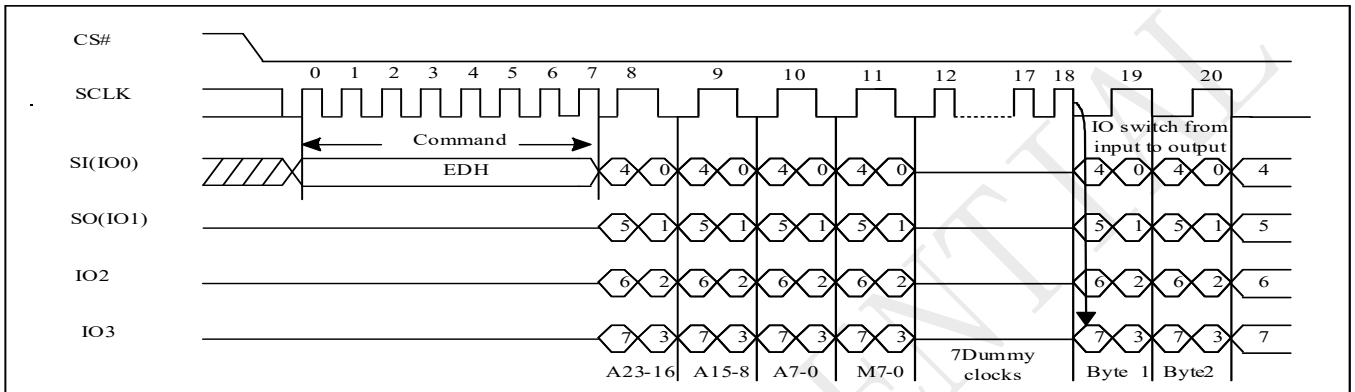 CS#
0 1 2 3 4 5 6 7 8 9 10 11 12 17 18 19 20
SCLK
IO switch from
input to output
Command
SI(IO0) EDH 4 0 4 0 4 0 4 0 4 0 4 0 4
SO(IO1) 5 1 5 1 5 1 5 1 5 1 5 1 5
IO2 6 2 6 2 6 2 6 2 6 2 6 2 6
IO3 7 3 7 3 7 3 7 3 7 3 7 3 7
A23-16 A15-8 A7-0 M7-0 7Dummy
clocks Byte 1 Byte2
ENTIAL